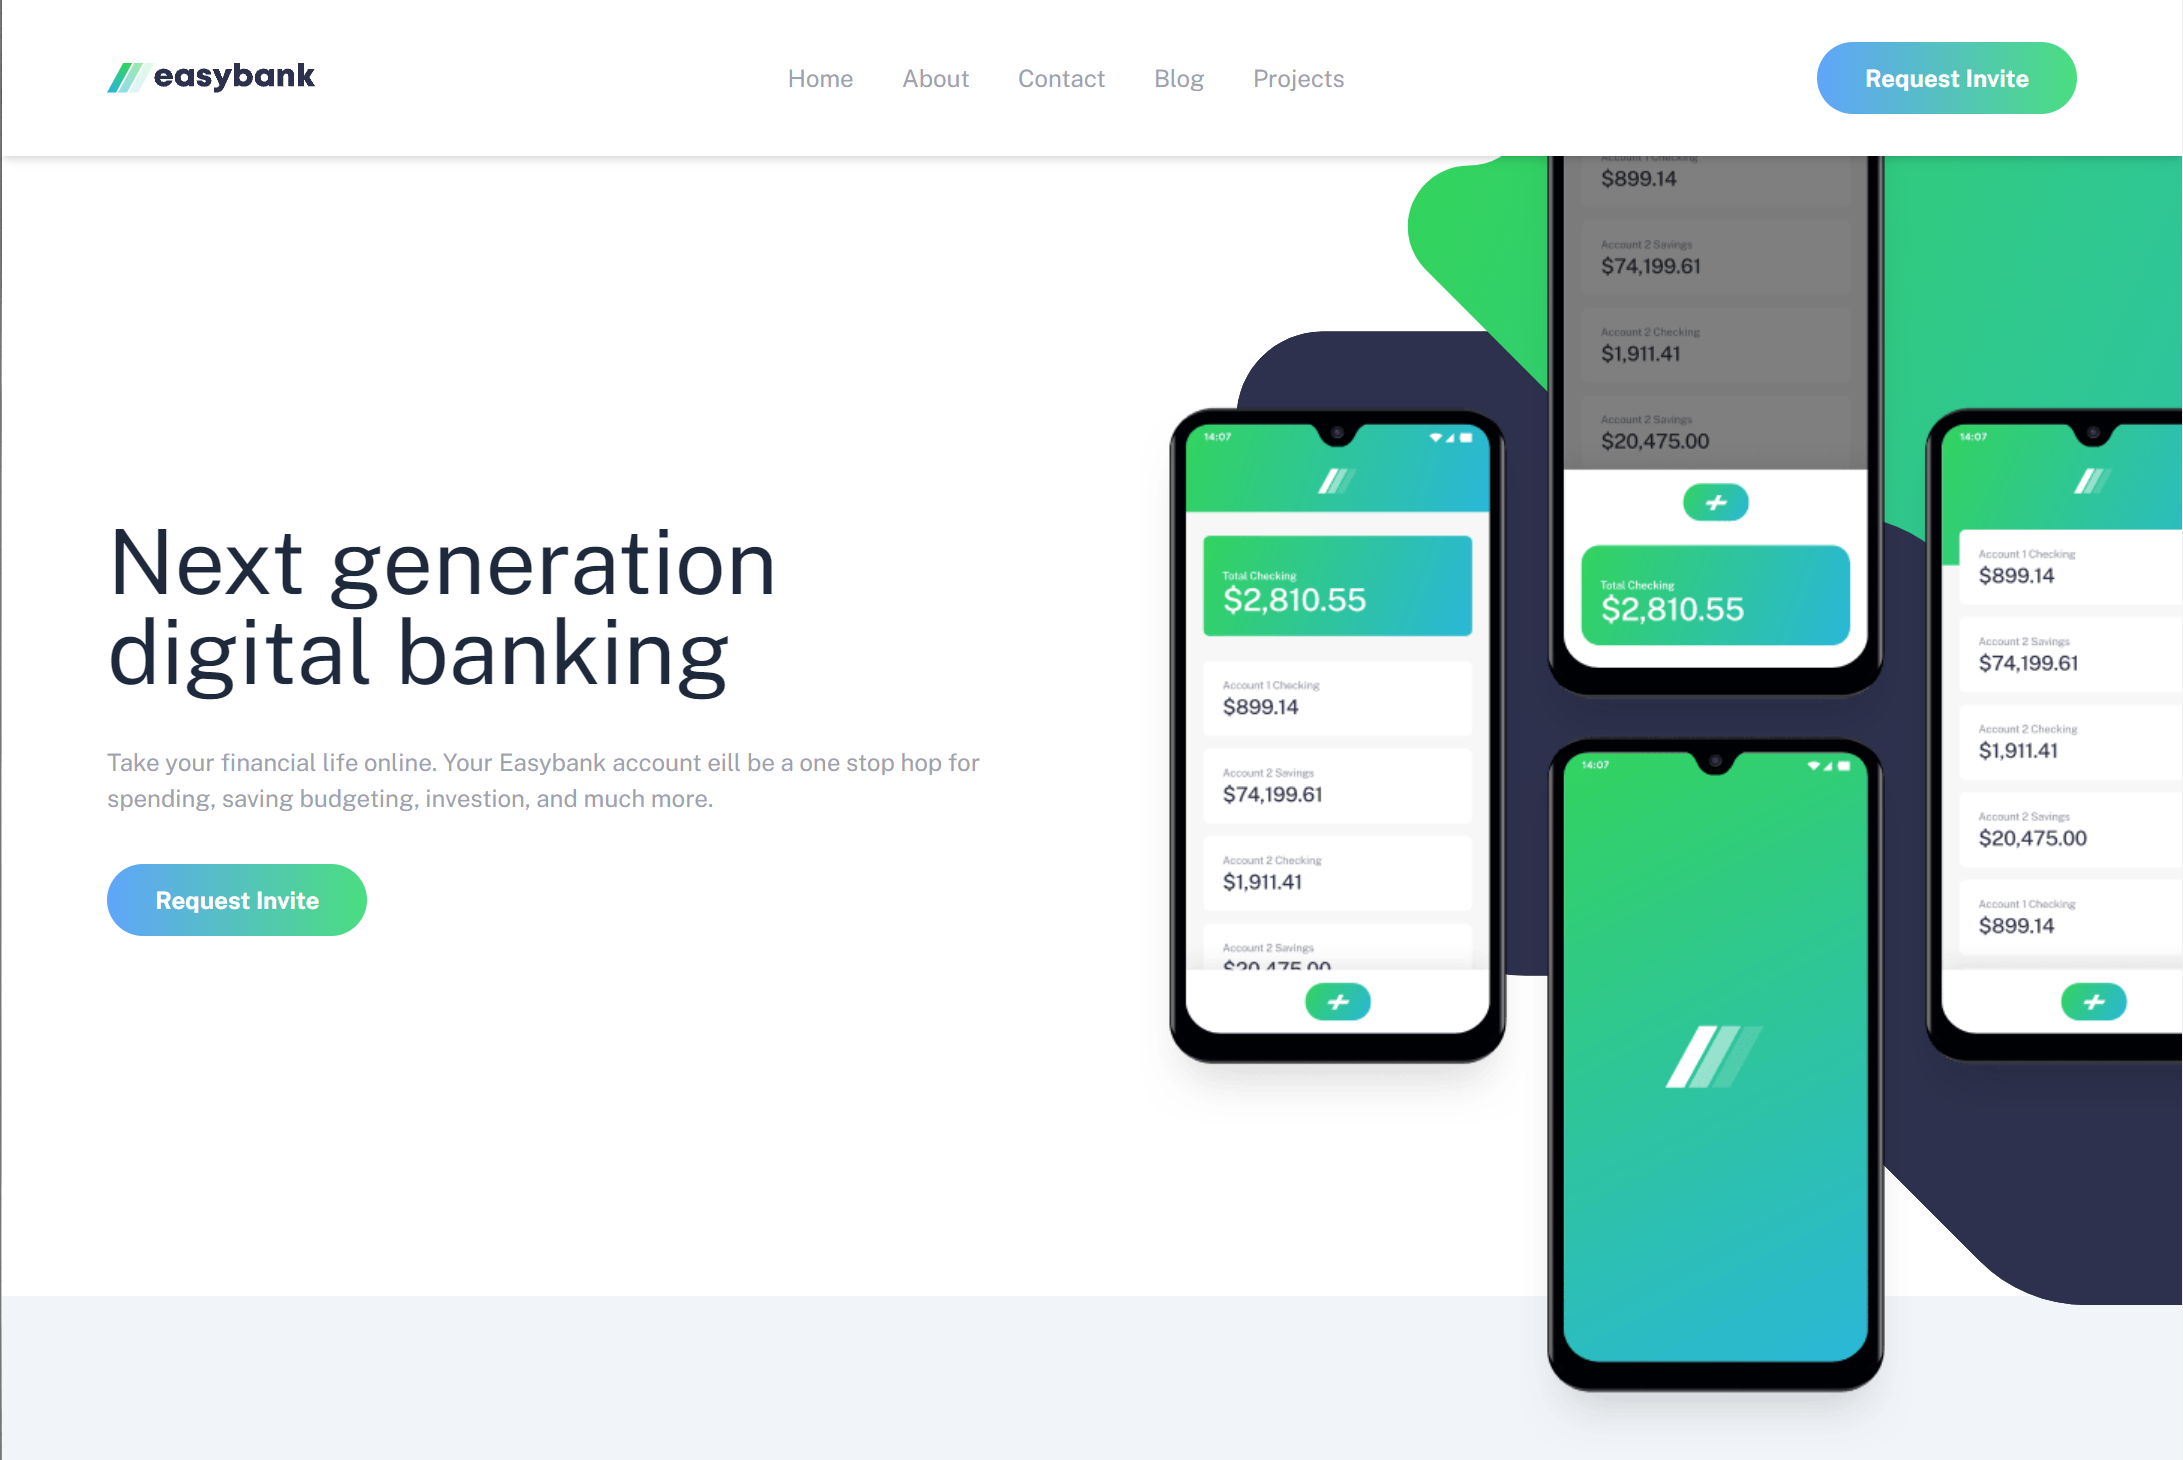 easybank
Home
About
Contact
Blog
Projects
Request Invite
Next generation
digital banking
Take your financial life online. Your Easybank account eill be a one stop hop for
spending, saving budgeting, investion, and much more.
Request Invite
14:07
Total Checking
$2,810.55
Account 1 Checking
$899.14
Account 2 Savings
$74,199.61
Account 2 Checking
$1,911.41
Account 2 Savings
$20,475.00
Account 1 Checking
$899.14
Account 2 Savings
$74,199.61
Account 2 Checking
$1,911.41
Account 2 Savings
$20,475.00
Total Checking
$2,810.55
14:07
14:07
Account 1 Checking
$899.14
Account 2 Savings
$74,199.61
Account 2 Checking
$1,911.41
Account 2 Savings
$20,475.00
Account 1 Checking
$899.14